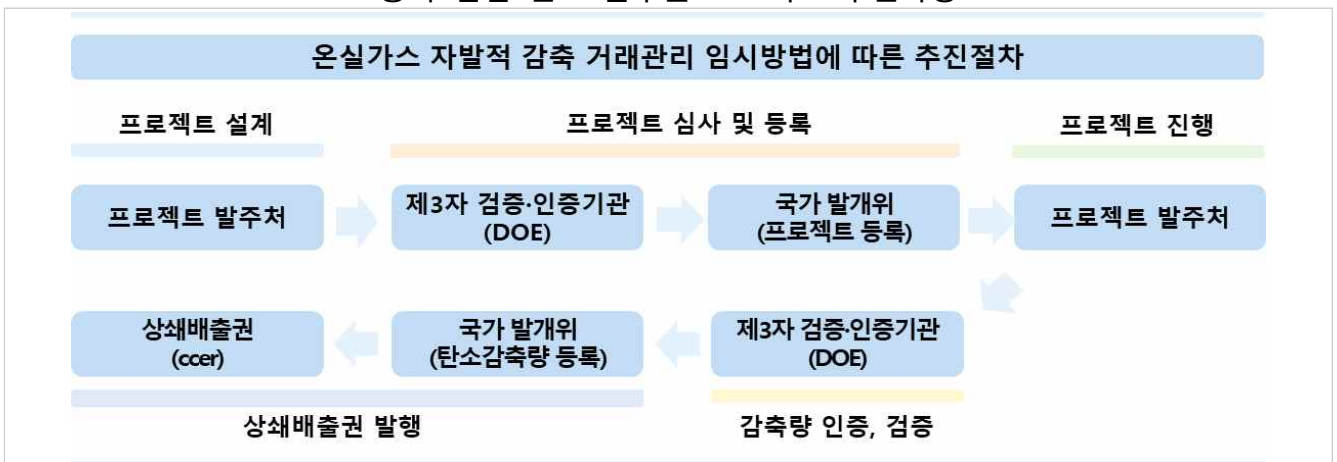 온실가스 자발적 감축 거래관리 임시방법에 따른 추진절차
프로젝트 설계
프로젝트 심사 및 등록
프로젝트 진행
프로젝트 발주처
제3자 검증·인증기관
(DOE)
국가 발개위
(프로젝트 등록)
프로젝트 발주처
상쇄배출권
(ccer)
국가 발개위
(탄소감축량 등록)
제3자 검증·인증기관
(DOE)
상쇄배출권 발행
감축량 인증, 검증